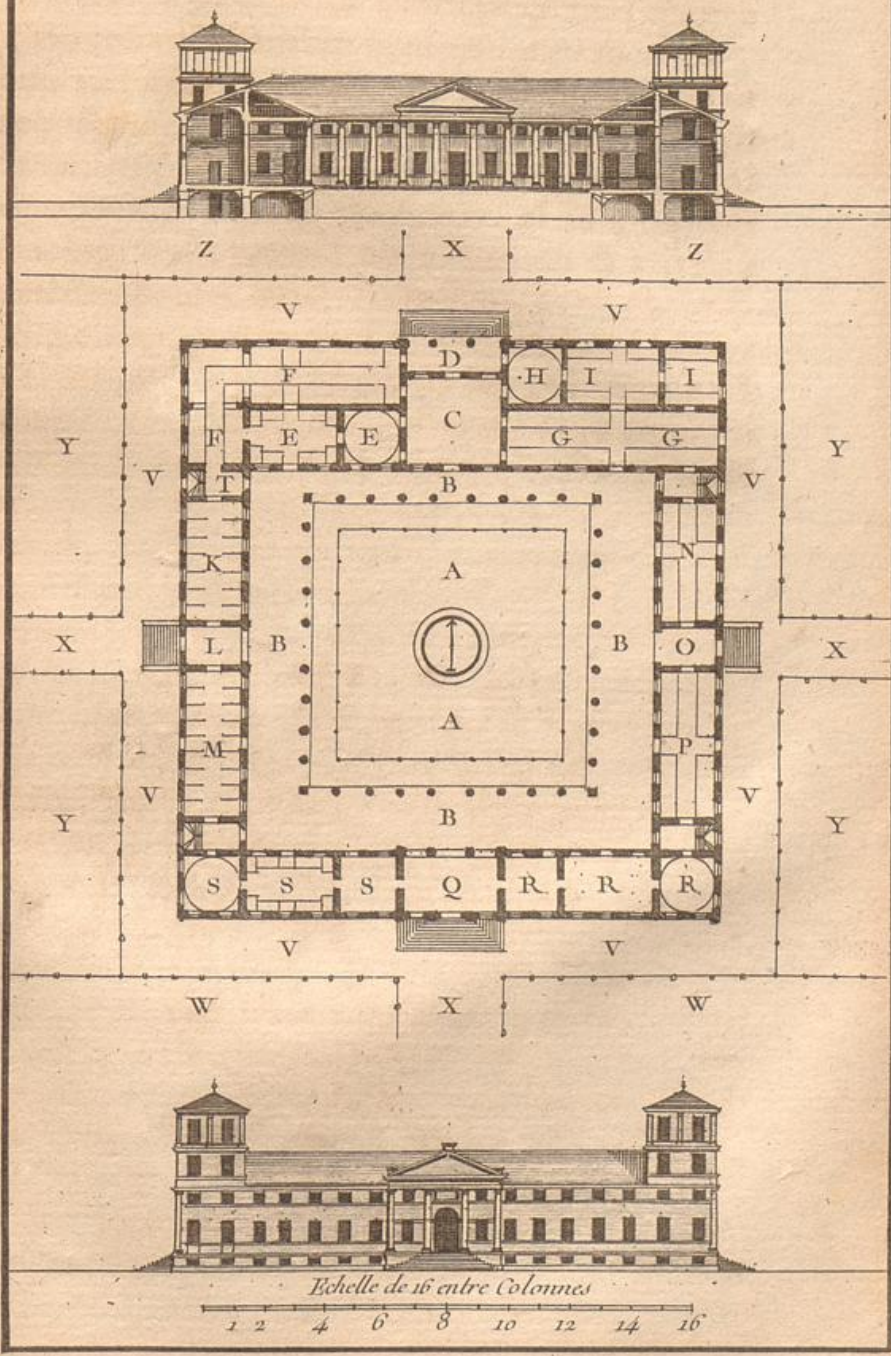 Z X Z
V V
D
F H I I
C
Y F E E G G Y
V T B V
K A N
X L B B O X
A
M P
V V
Y B Y
S S S Q R R R
V V
W X W
Echelle de 16 entre Colonnes
1 2 4 6 8 10 12 14 16